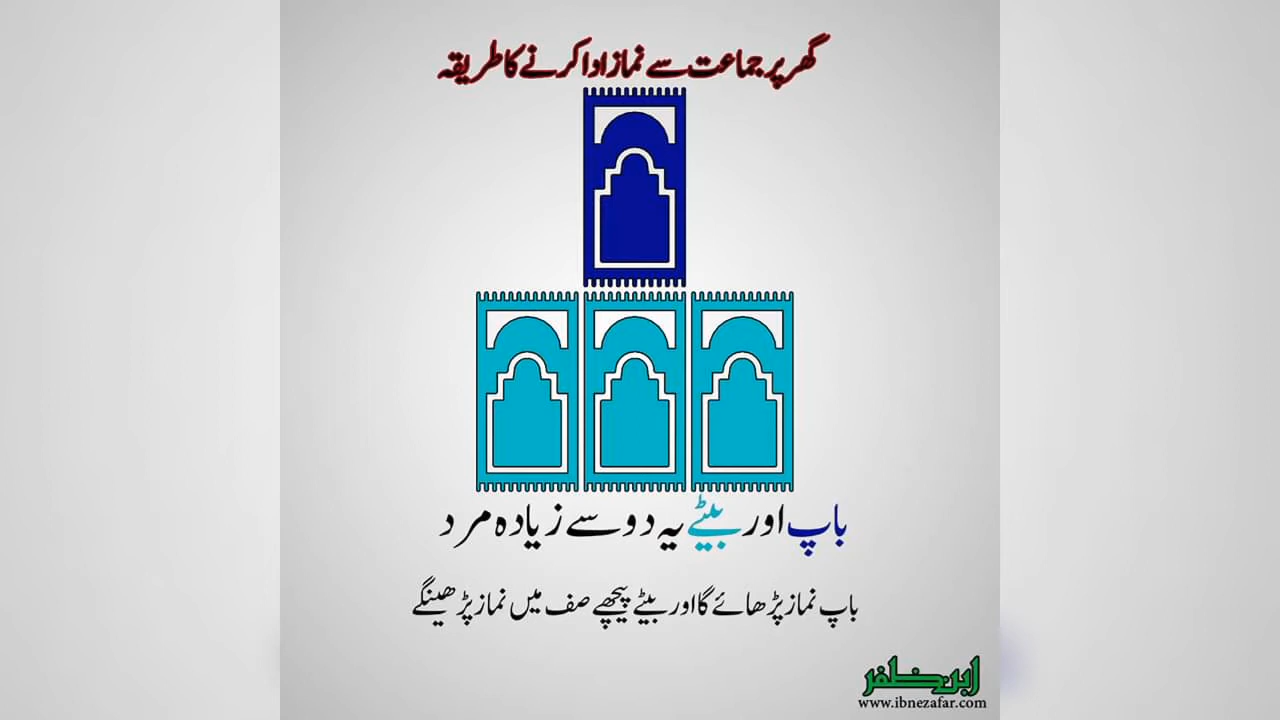 گھر پر جماعت سے نماز ادا کرنے کا طریقہ
باپ اور بیٹے یہ دو سے زیادہ مرد
باپ نماز پڑھائے گا اور بیٹے پیچھے صف میں نماز پڑھینگے
ابن ظفر
www.ibnezafar.com